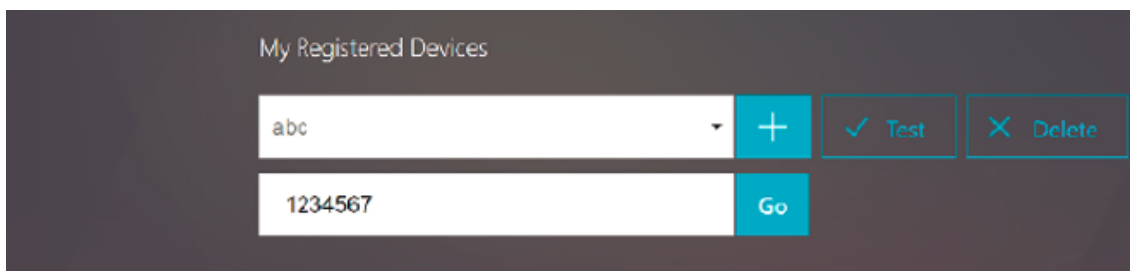 My Registered Devices
abc + ✓ Test ✕ Delete
1234567 Go